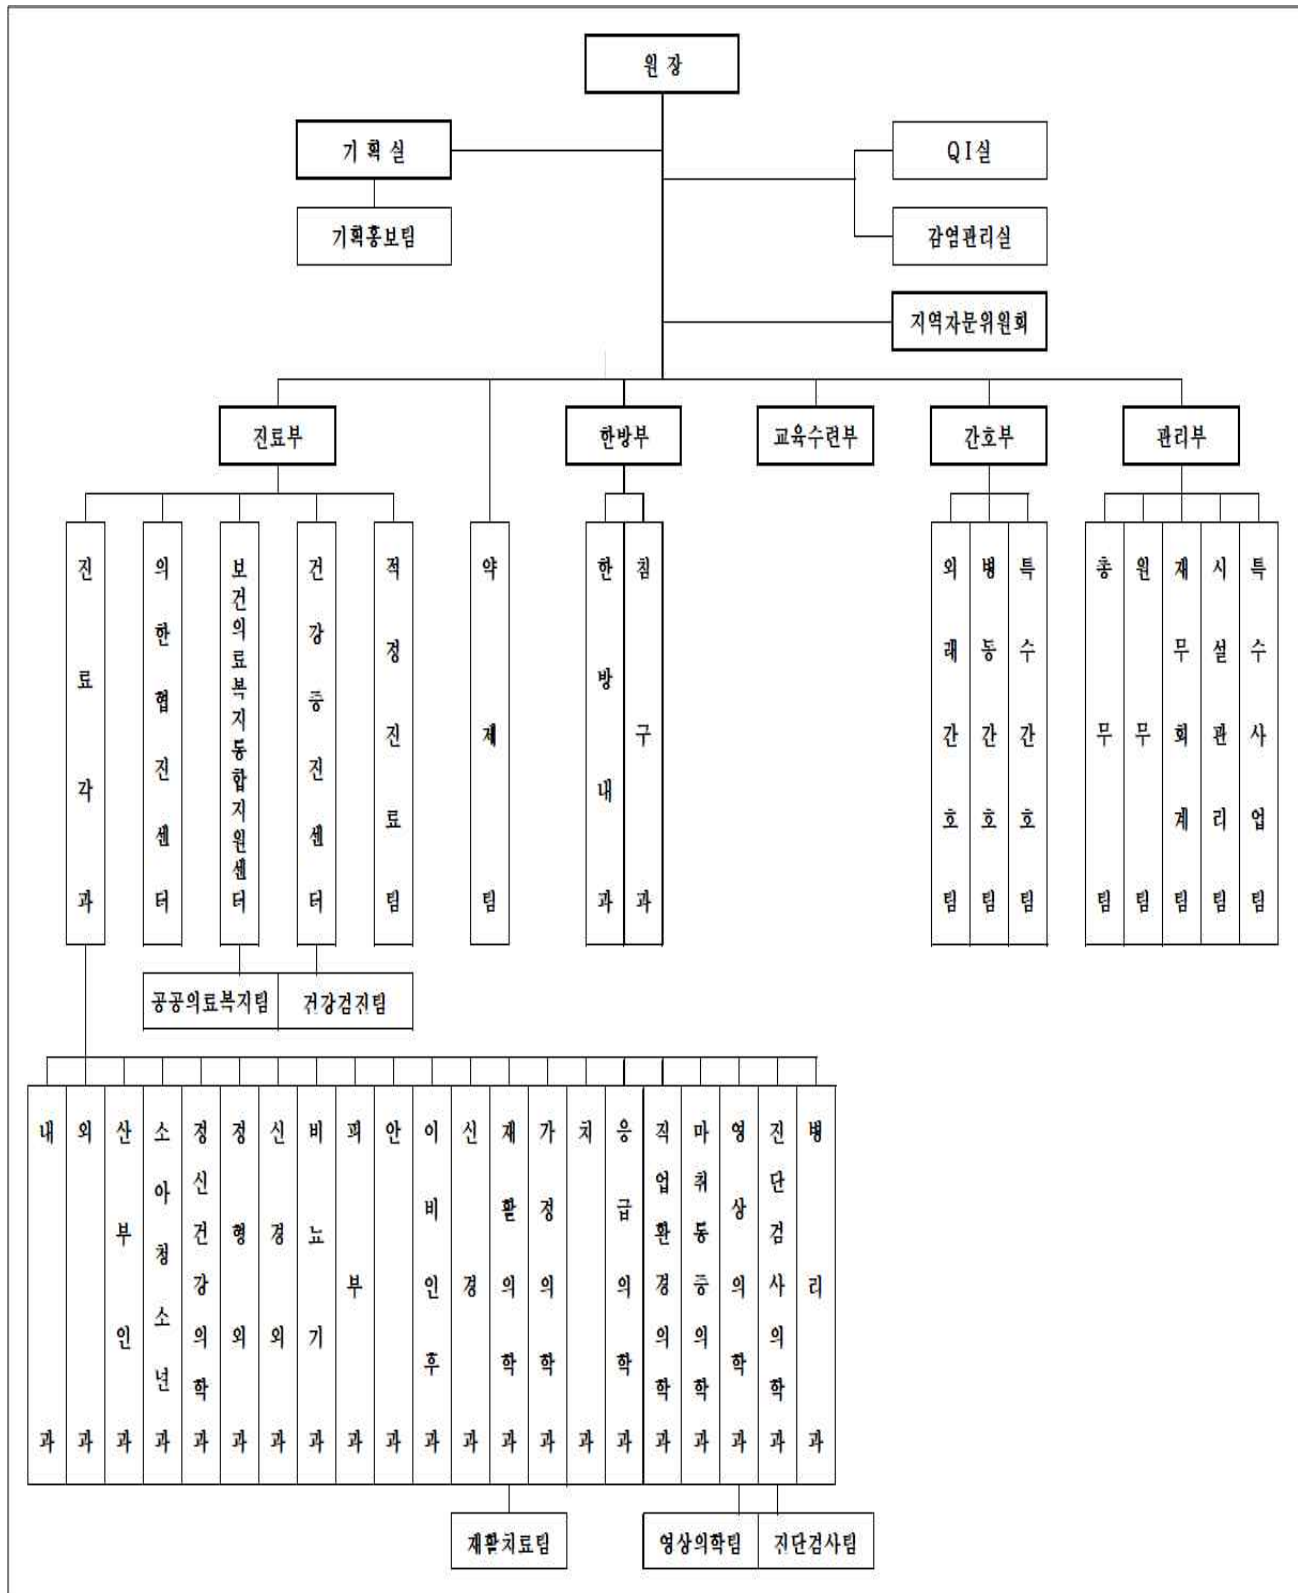 원 장
기 획 실
QI실
기획홍보팀
감염관리실
지역자문위원회
진료부
한방부
교육수련부
간호부
관리부
진료각과
의한협진센터
보건의료복지통합지원센터
건강증진센터
적정진료팀
약제팀
한방내과
침구과
외래간호팀
병동간호팀
특수간호팀
총무팀
원무팀
재무회계팀
시설관리팀
특수사업팀
공공의료복지팀
건강검진팀
내과
외과
산부인과
소아청소년과
정신건강의학과
정형외과
신경외과
비뇨기과
피부과
안과
이비인후과
신경과
재활의학과
가정의학과
치과
응급의학과
직업환경의학과
마취통증의학과
영상의학과
진단검사의학과
병리과
재활치료팀
영상의학팀
진단검사팀